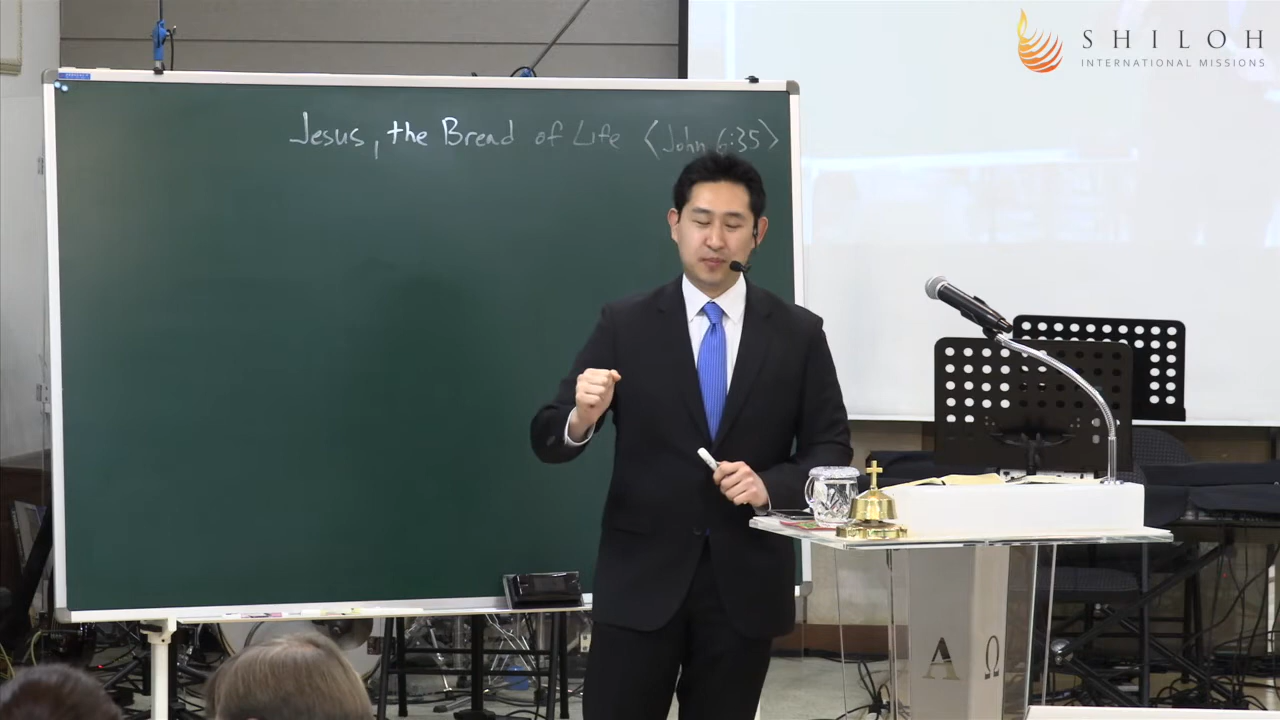 SHILOH
INTERNATIONAL MISSIONS
Jesus, the Bread of Life <John 6:35>
Α Ω